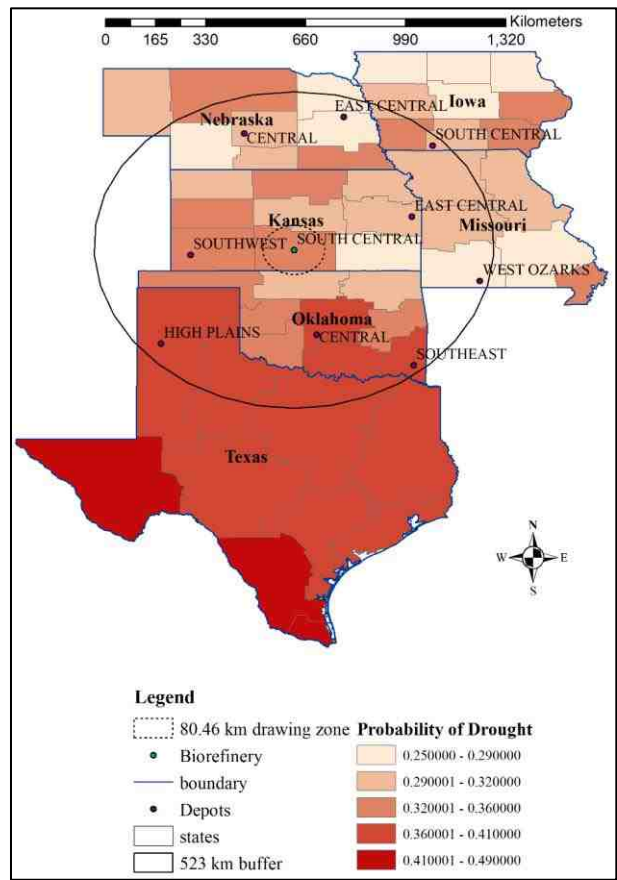 Kilometers
0 165 330 660 990 1,320
Iowa
EAST CENTRAL
Nebraska
CENTRAL
SOUTH CENTRAL
EAST CENTRAL
Kansas
Missouri
SOUTHWEST
SOUTH CENTRAL
WEST OZARKS
Oklahoma
HIGH PLAINS
CENTRAL
SOUTHEAST
Texas
N
W E
S
Legend
80.46 km drawing zone
Biorefinery
boundary
Depots
states
523 km buffer
Probability of Drought
0.250000 - 0.290000
0.290001 - 0.320000
0.320001 - 0.360000
0.360001 - 0.410000
0.410001 - 0.490000